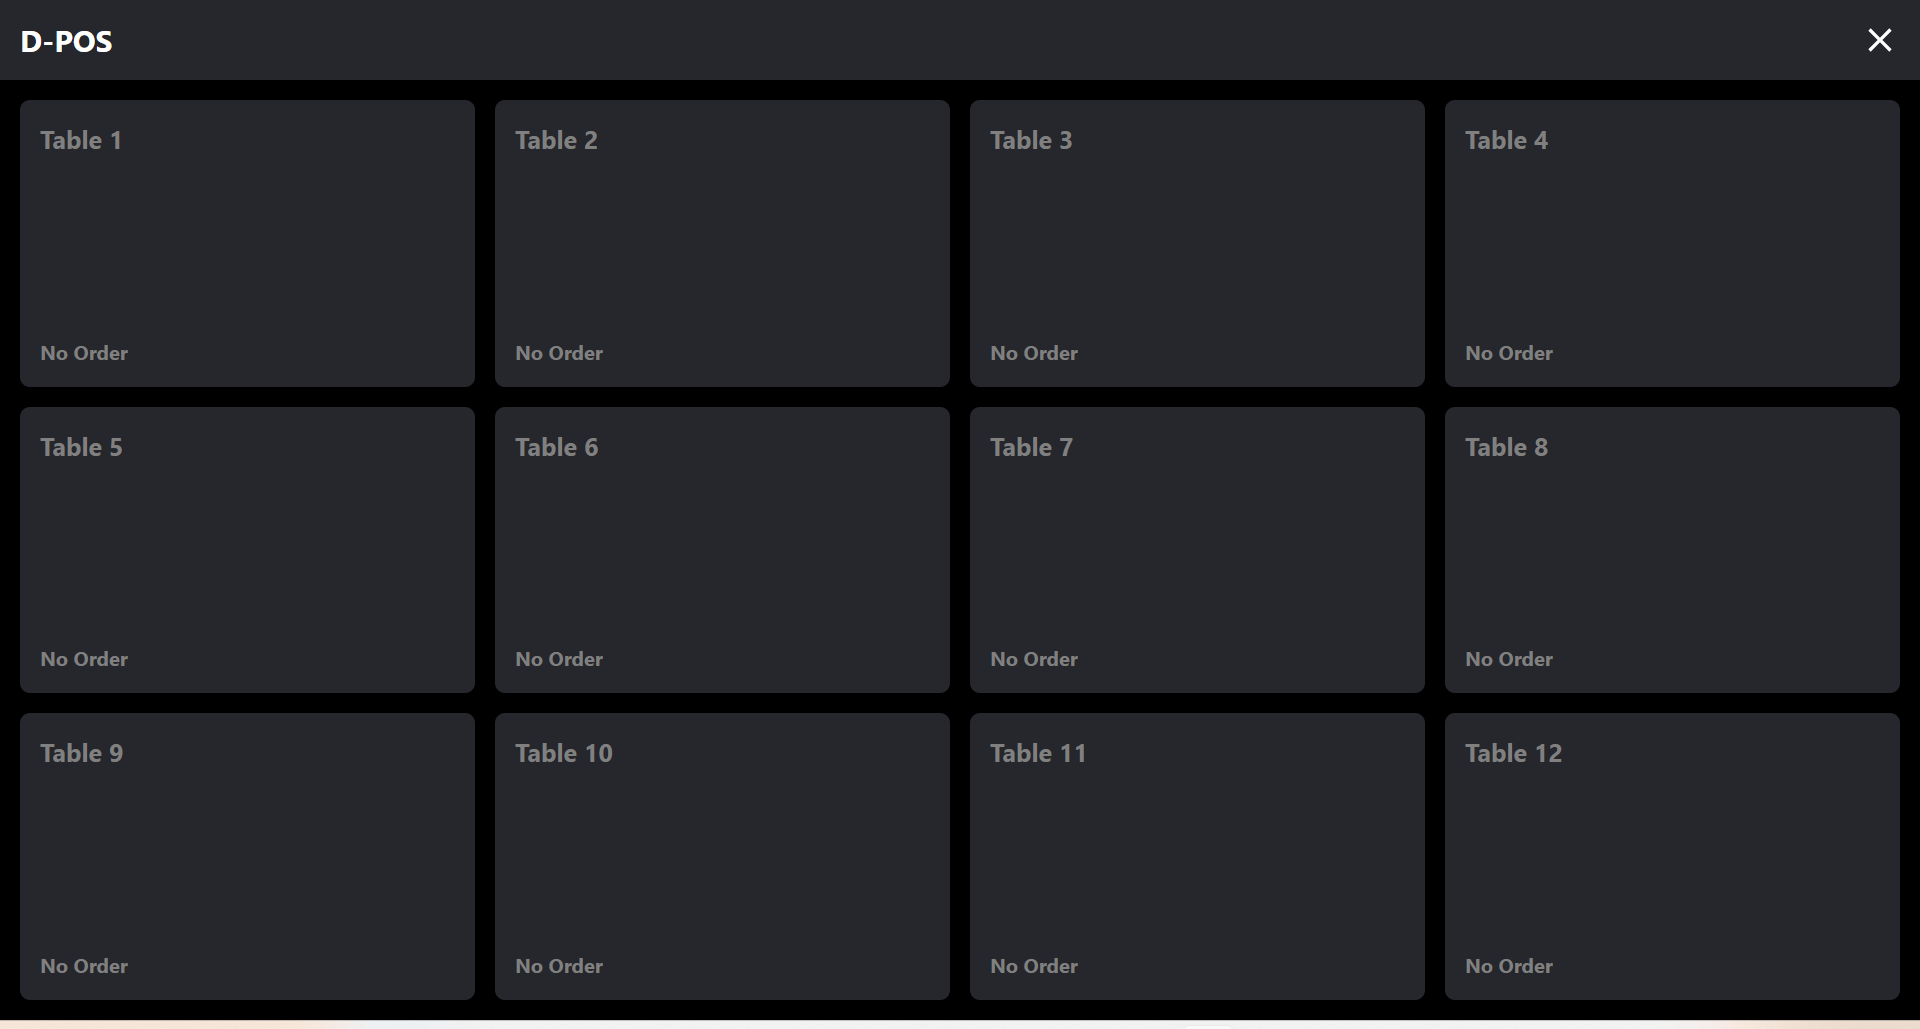 D-POS
Table 1
Table 2
Table 3
Table 4
No Order
No Order
No Order
No Order
Table 5
Table 6
Table 7
Table 8
No Order
No Order
No Order
No Order
Table 9
Table 10
Table 11
Table 12
No Order
No Order
No Order
No Order